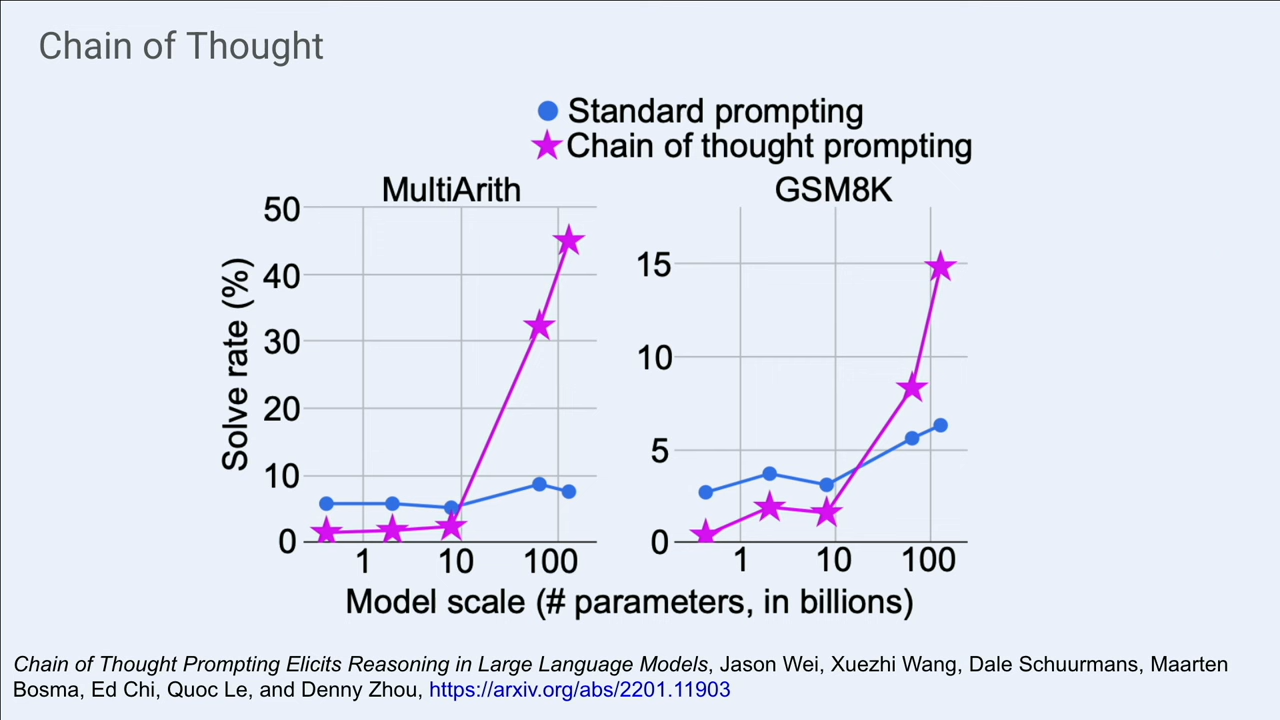 Chain of Thought
Standard prompting
Chain of thought prompting
MultiArith
GSM8K
Solve rate (%)
50
40
30
20
10
0
1 10 100
15
10
5
0
1 10 100
Model scale (# parameters, in billions)
Chain of Thought Prompting Elicits Reasoning in Large Language Models, Jason Wei, Xuezhi Wang, Dale Schuurmans, Maarten
Bosma, Ed Chi, Quoc Le, and Denny Zhou, https://arxiv.org/abs/2201.11903